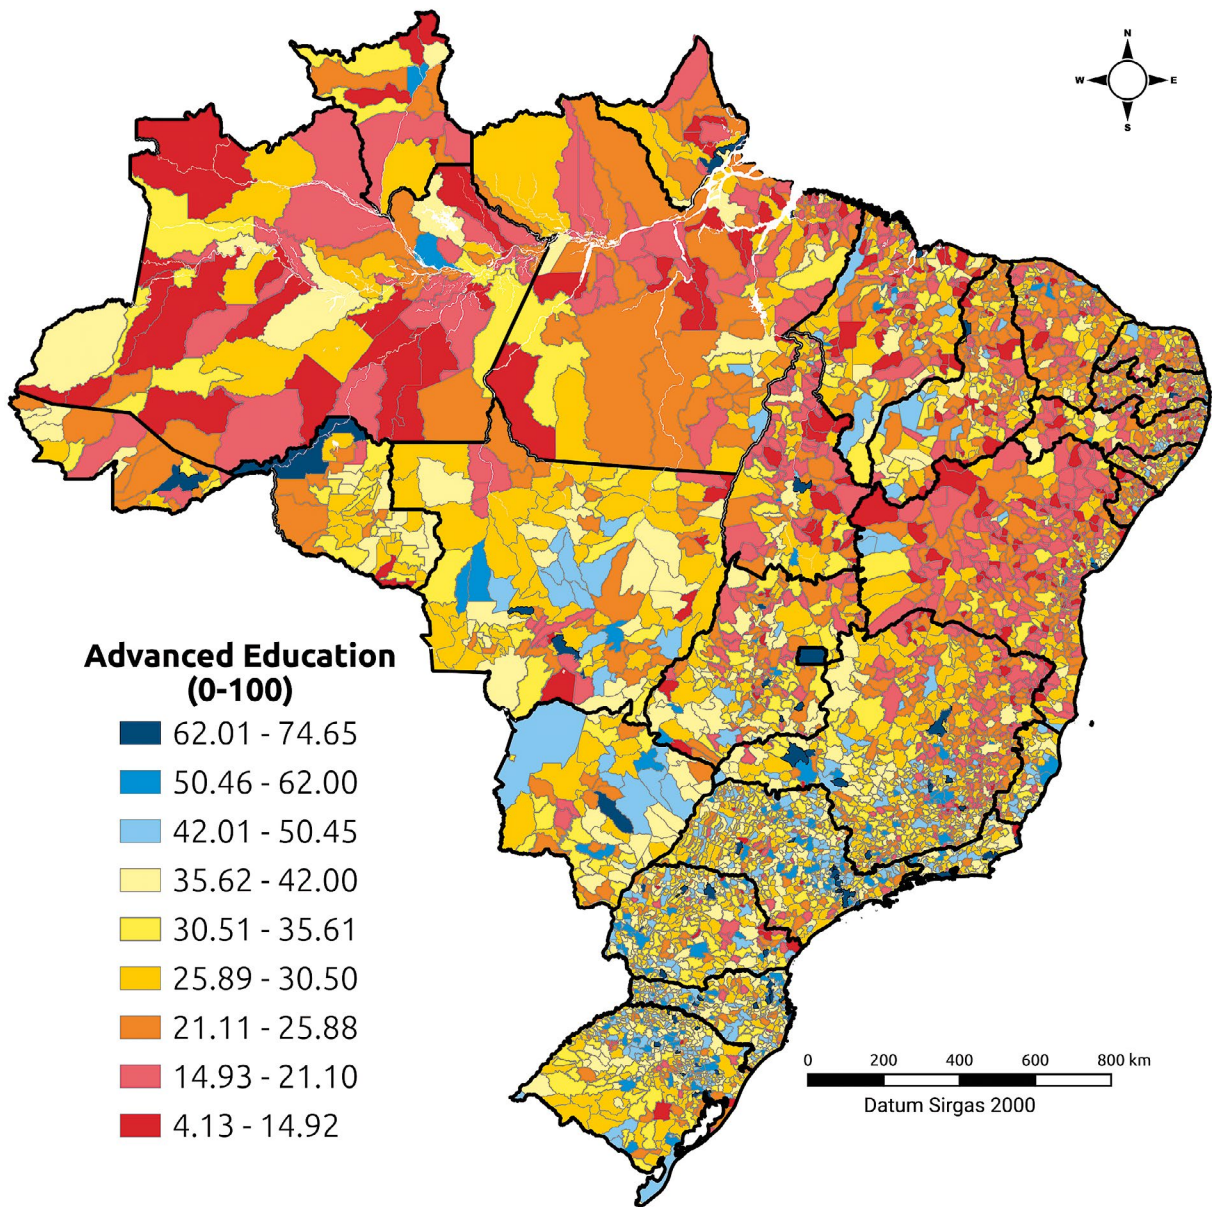 N
W E
S
Advanced Education
(0-100)
62.01 - 74.65
50.46 - 62.00
42.01 - 50.45
35.62 - 42.00
30.51 - 35.61
25.89 - 30.50
21.11 - 25.88
14.93 - 21.10
4.13 - 14.92
0 200 400 600 800 km
Datum Sirgas 2000